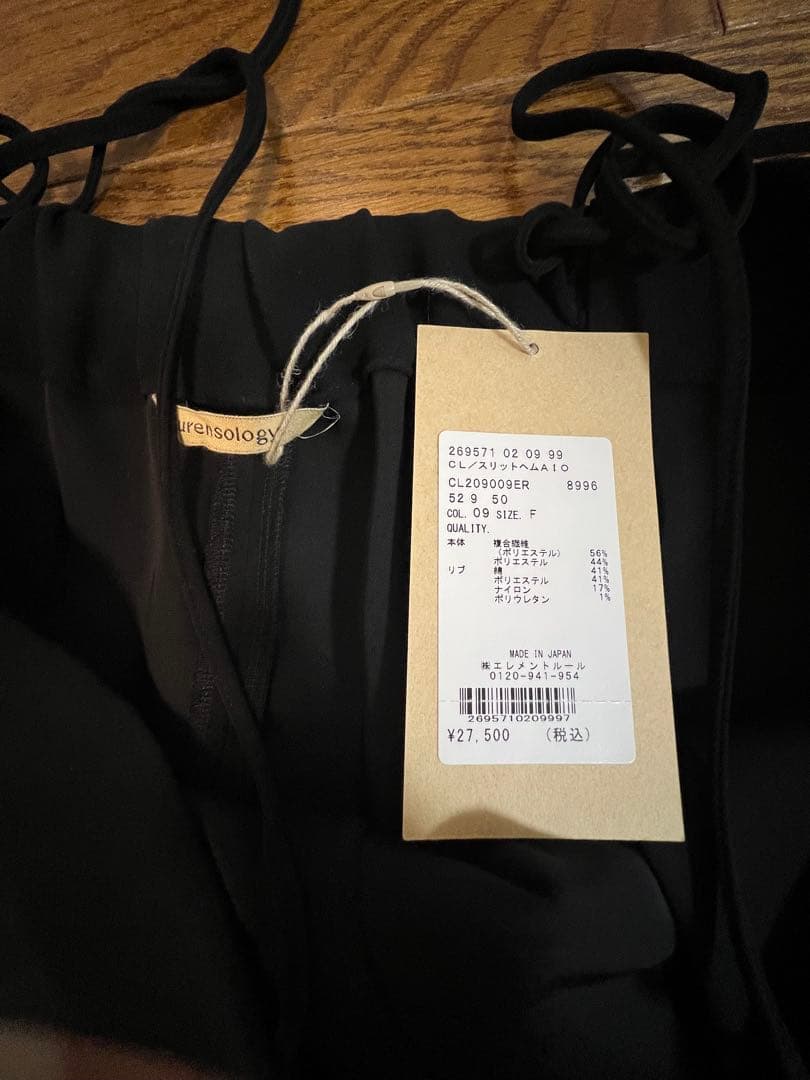 urensology
269571 02 09 99
CL／スリットヘムAIO
CL209009ER 8996
52 9 50
COL. 09 SIZE. F
QUALITY.
本体 複合繊維
(ポリエステル) 56%
ポリエステル 44%
リブ 綿 41%
ポリエステル 41%
ナイロン 17%
ポリウレタン 1%
MADE IN JAPAN
㈱エレメントルール
0120-941-954
2695710209997
¥27,500 (税込)